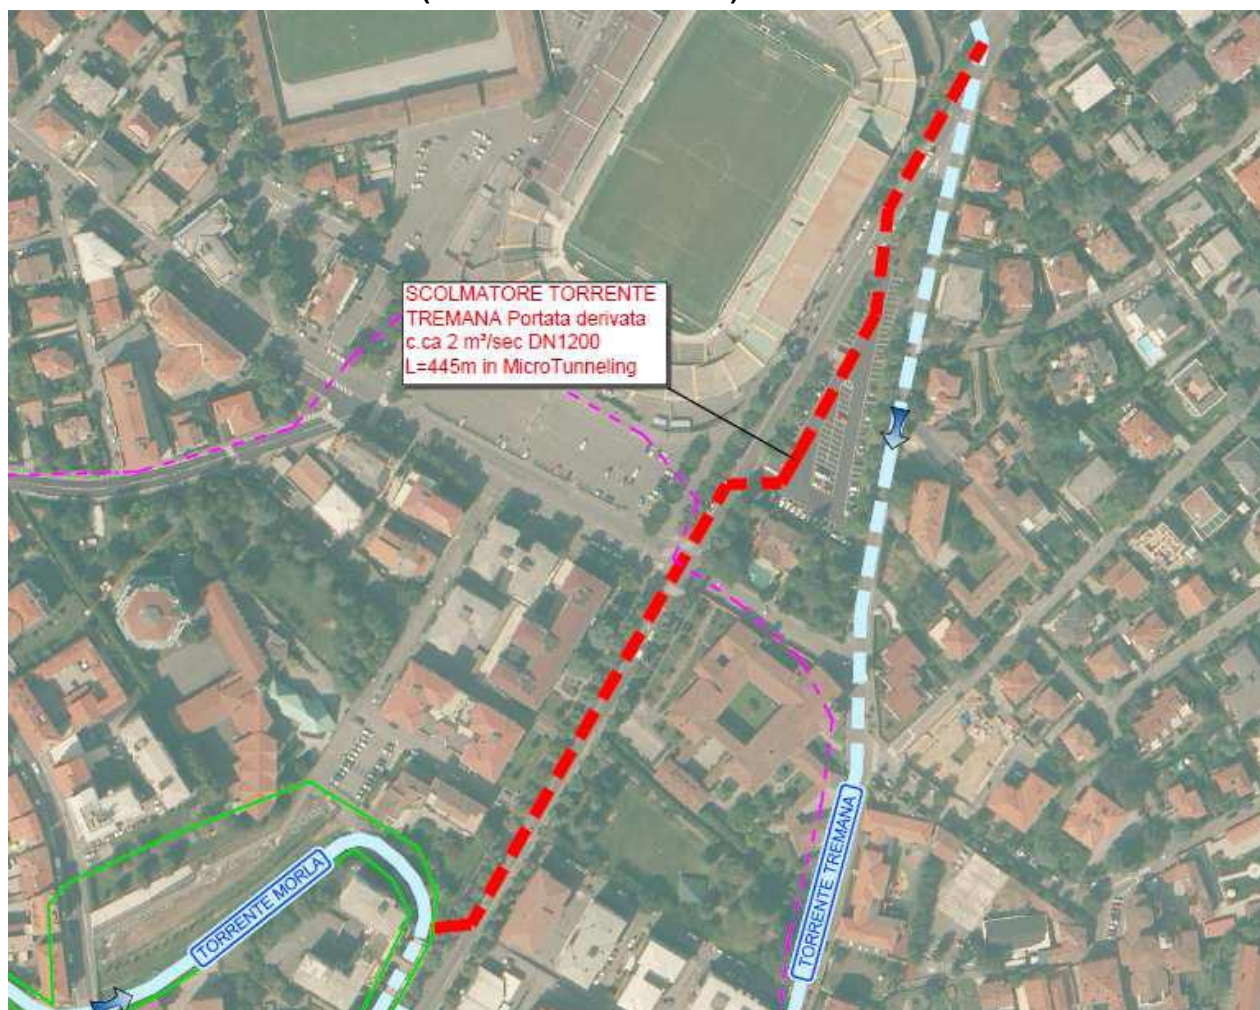 SCOLMATORE TORRENTE
TREMANA Portata derivata
c.ca 2 m³/sec DN1200
L=445m in MicroTunneling
TORRENTE MORLA
TORRENTE TREMANA